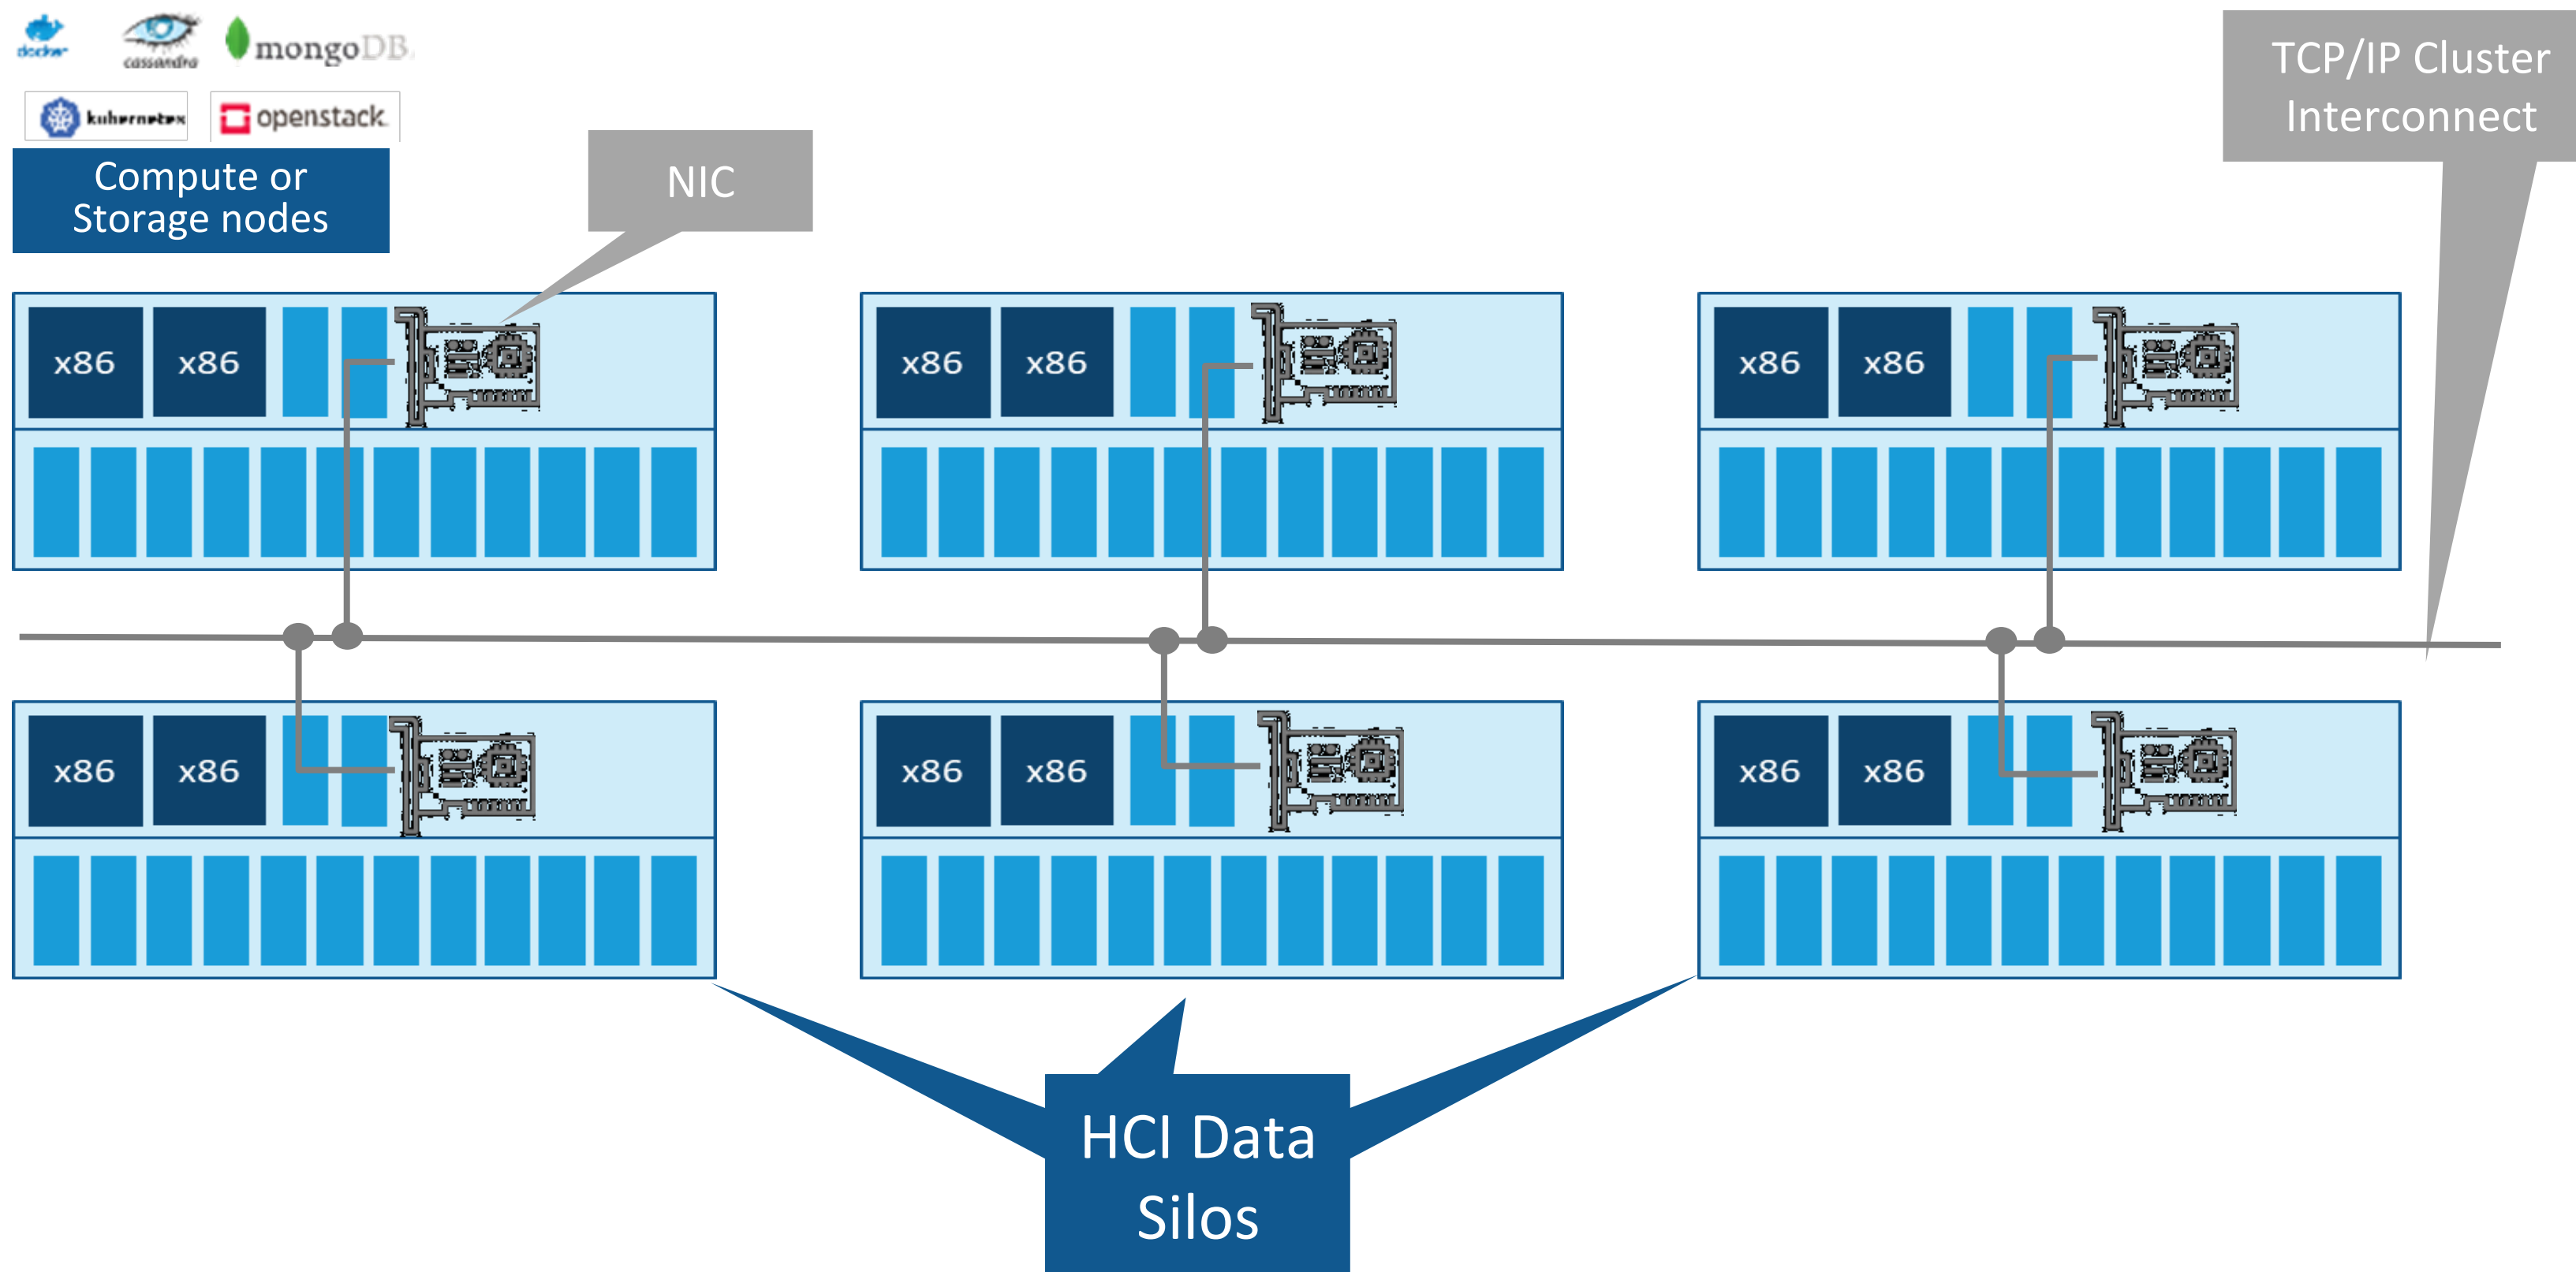 docker
cassandra
mongoDB
kubernetes
openstack
Compute or
Storage nodes
NIC
TCP/IP Cluster
Interconnect
x86 x86
x86 x86
x86 x86
x86 x86
x86 x86
x86 x86
HCI Data
Silos